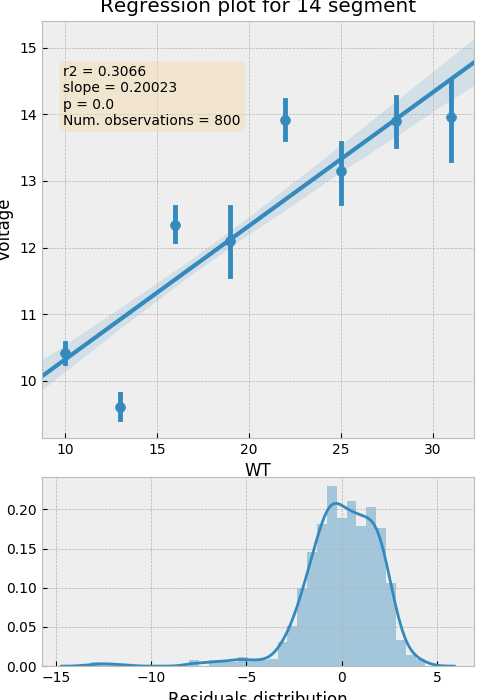 Regression plot for 14 segment
15
14
13
12
11
10
r2 = 0.3066
slope = 0.20023
p = 0.0
Num. observations = 800
Voltage
10 15 20 25 30
WT
0.20
0.15
0.10
0.05
0.00
−15 −10 −5 0 5
Residuals distribution